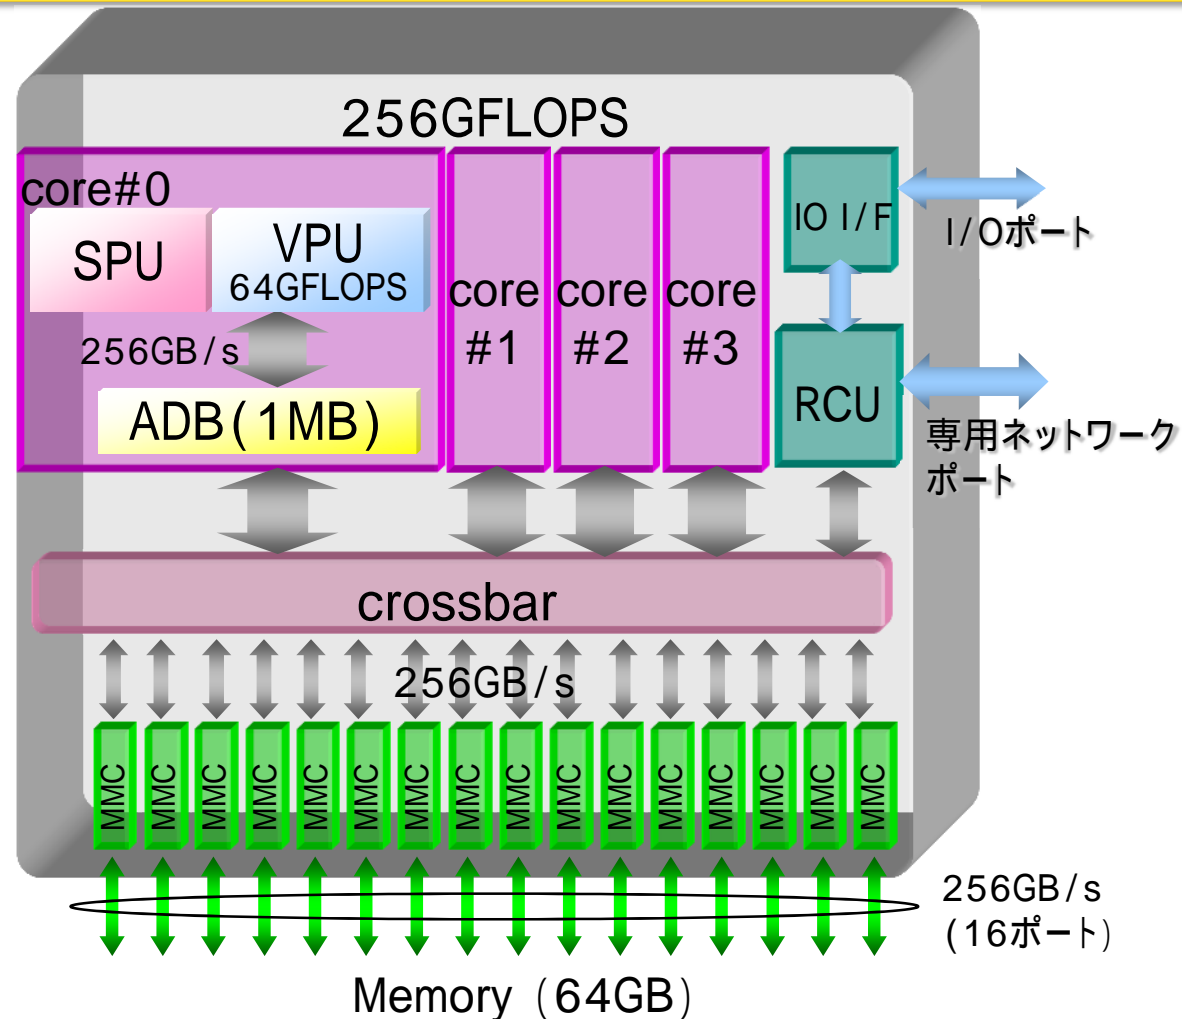 256GFLOPS
core#0
SPU
VPU
64GFLOPS
256GB/s
ADB(1MB)
core
#1
core
#2
core
#3
IO I/F
I/Oポート
RCU
専用ネットワーク
ポート
crossbar
256GB/s
MMC MMC MMC MMC MMC MMC MMC MMC MMC MMC MMC MMC MMC MMC MMC MMC
256GB/s
(16ポート)
Memory (64GB)